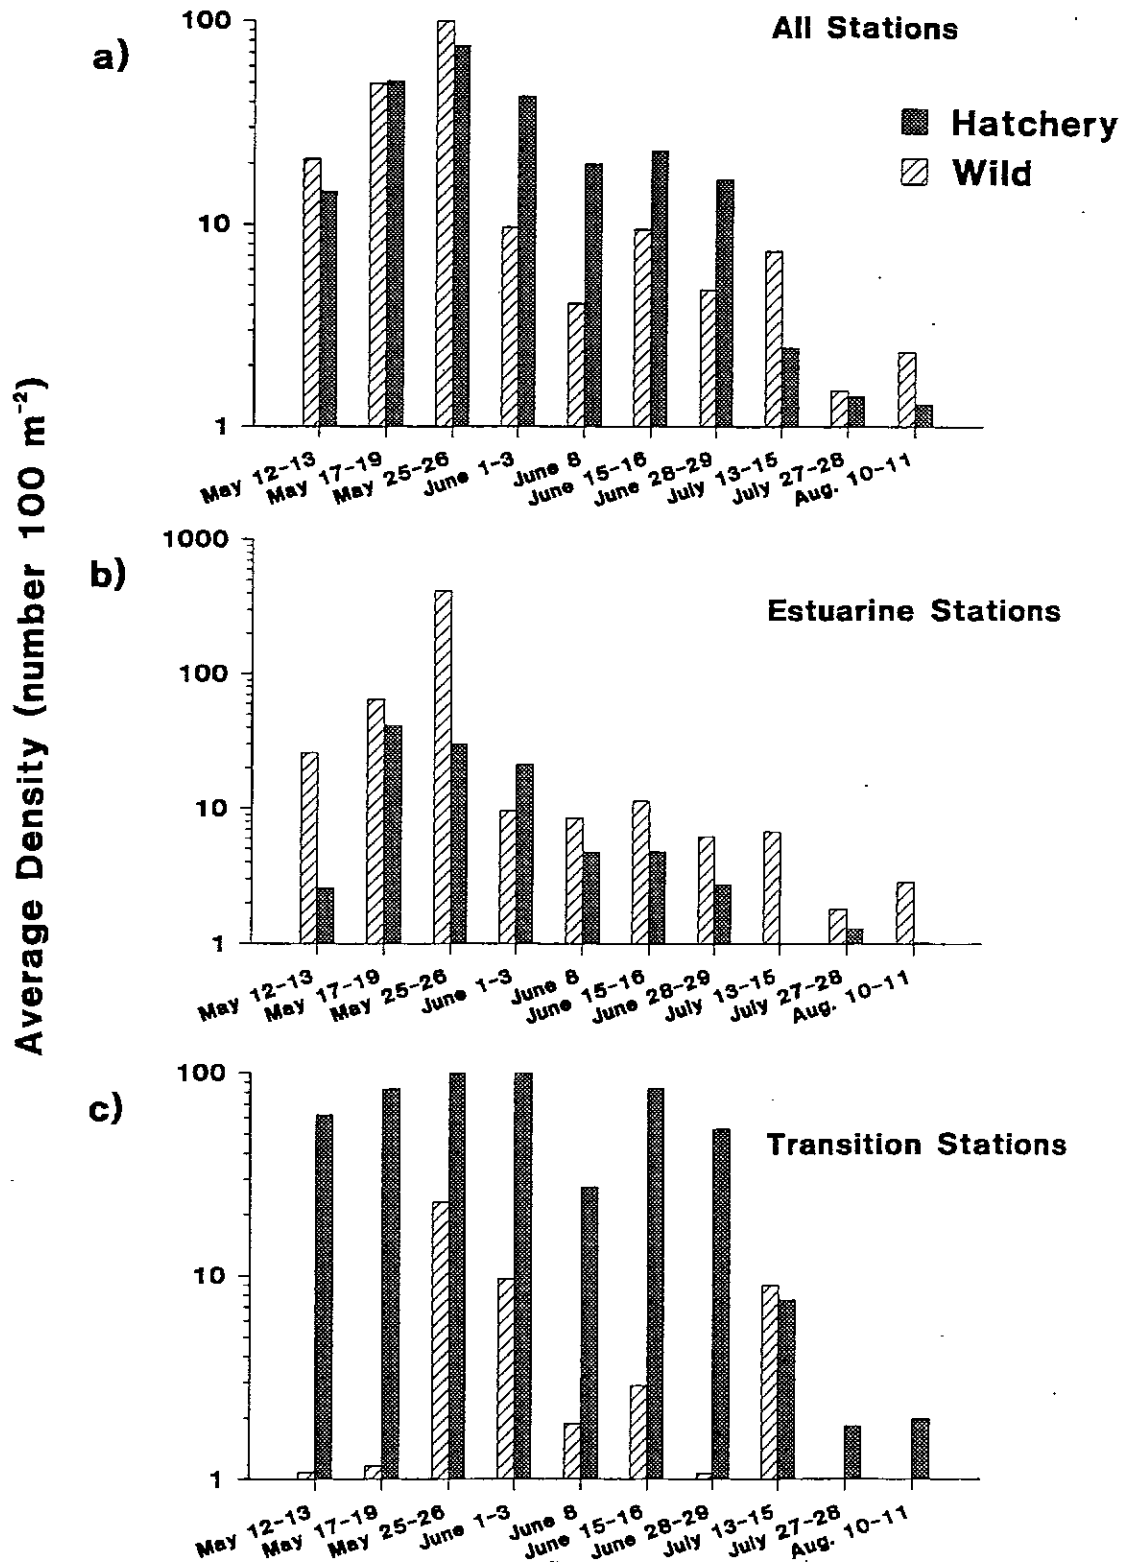 Average Density (number 100 m⁻²)
a)
All Stations
Hatchery
Wild
100
10
1
May 12-13
May 17-19
May 25-26
June 1-3
June 8
June 15-16
June 28-29
July 13-15
July 27-28
Aug. 10-11
b)
Estuarine Stations
1000
100
10
1
May 12-13
May 17-19
May 25-26
June 1-3
June 8
June 15-16
June 28-29
July 13-15
July 27-28
Aug. 10-11
c)
Transition Stations
100
10
1
May 12-13
May 17-19
May 25-26
June 1-3
June 8
June 15-16
June 28-29
July 13-15
July 27-28
Aug. 10-11